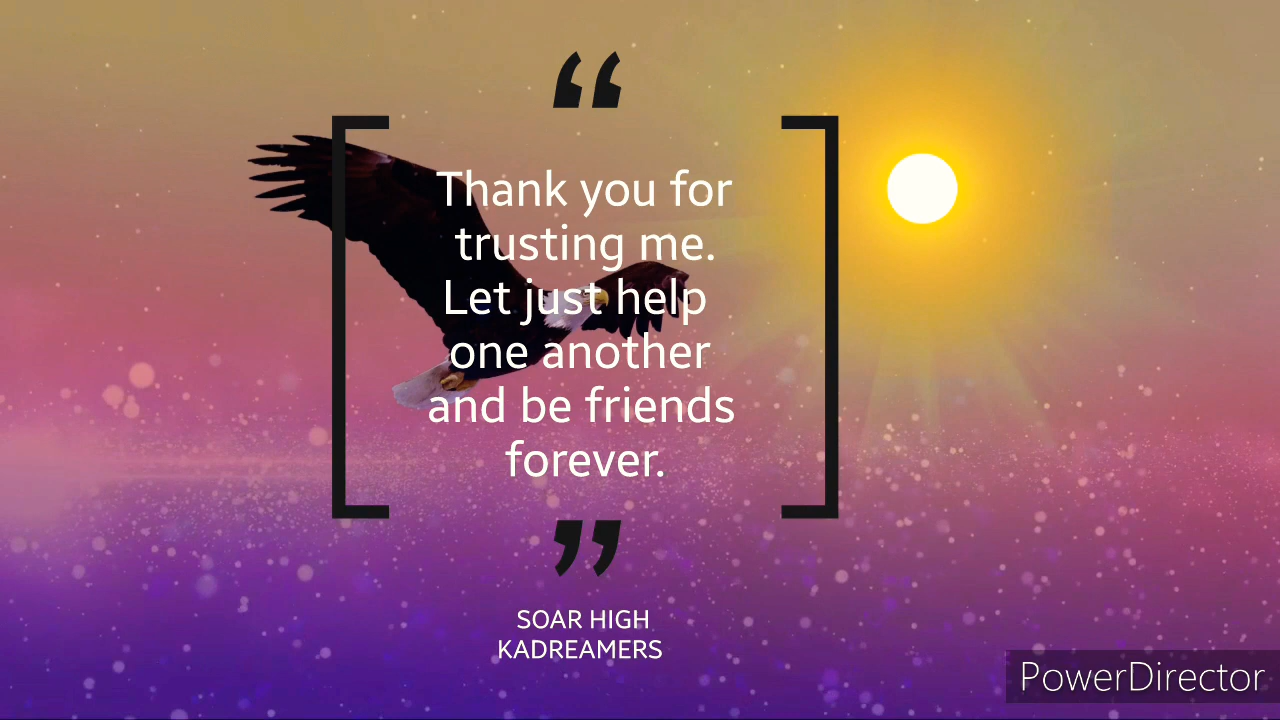 “
Thank you for
trusting me.
Let just help
one another
and be friends
forever.
”
SOAR HIGH
KADREAMERS
PowerDirector